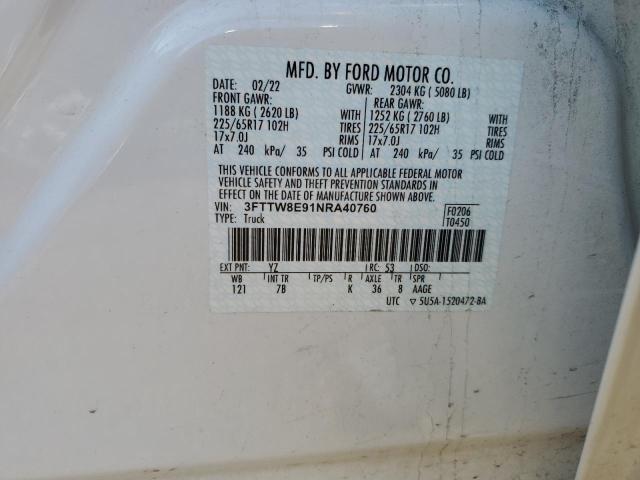 MFD. BY FORD MOTOR CO.
DATE: 02/22 GVWR: 2304 KG ( 5080 LB)
FRONT GAWR: REAR GAWR:
1188 KG ( 2620 LB) WITH 1252 KG ( 2760 LB) WITH
225/65R17 102H TIRES 225/65R17 102H TIRES
17x7.0J RIMS 17x7.0J RIMS
AT 240 kPa/ 35 PSI COLD AT 240 kPa/ 35 PSI COLD
THIS VEHICLE CONFORMS TO ALL APPLICABLE FEDERAL MOTOR
VEHICLE SAFETY AND THEFT PREVENTION STANDARDS IN
EFFECT ON THE DATE OF MANUFACTURE SHOWN ABOVE.
VIN: 3FTTW8E91NRA40760 F0206
TYPE: Truck T0450
EXT PNT: YZ RC: 53 DSO:
WB INT TR TP/PS R AXLE TR SPR
121 7B K 36 8 AAGE
UTC ▽ 5U5A-1520472-BA